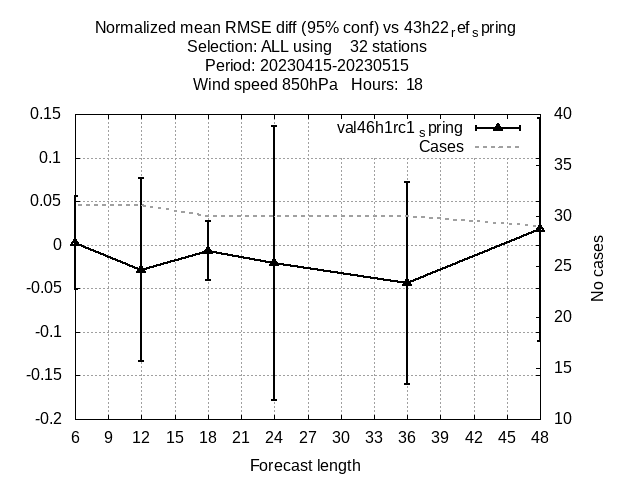 Normalized mean RMSE diff (95% conf) vs 43h22refspring
Selection: ALL using 32 stations
Period: 20230415-20230515
Wind speed 850hPa Hours: 18
val46h1rc1spring
Cases
0.15
0.1
0.05
0
-0.05
-0.1
-0.15
-0.2
40
35
30
25
20
15
10
No cases
6 9 12 15 18 21 24 27 30 33 36 39 42 45 48
Forecast length